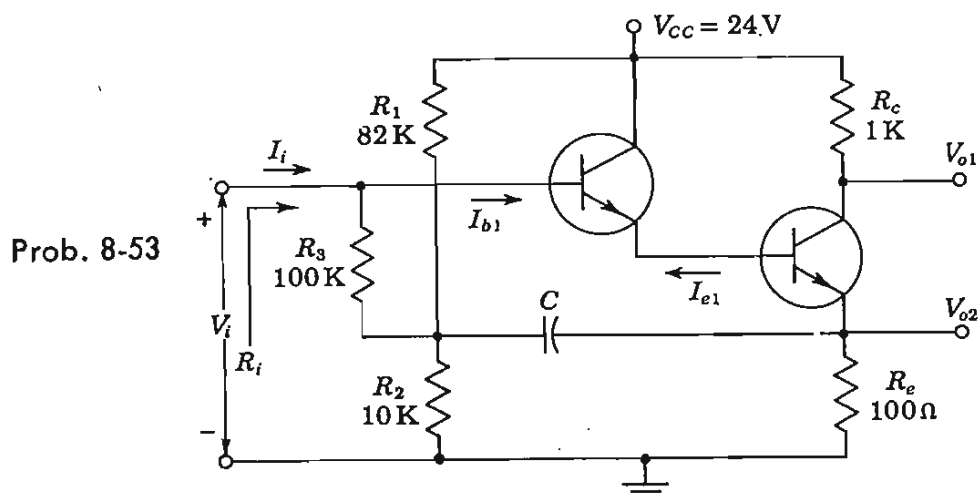 V_CC = 24.V
R_1
82 K
R_c
1 K
V_o1
I_i
I_b1
Prob. 8-53
+
R_3
100 K
I_e1
V_i
R_i
C
V_o2
R_2
10 K
R_e
100 Ω
−